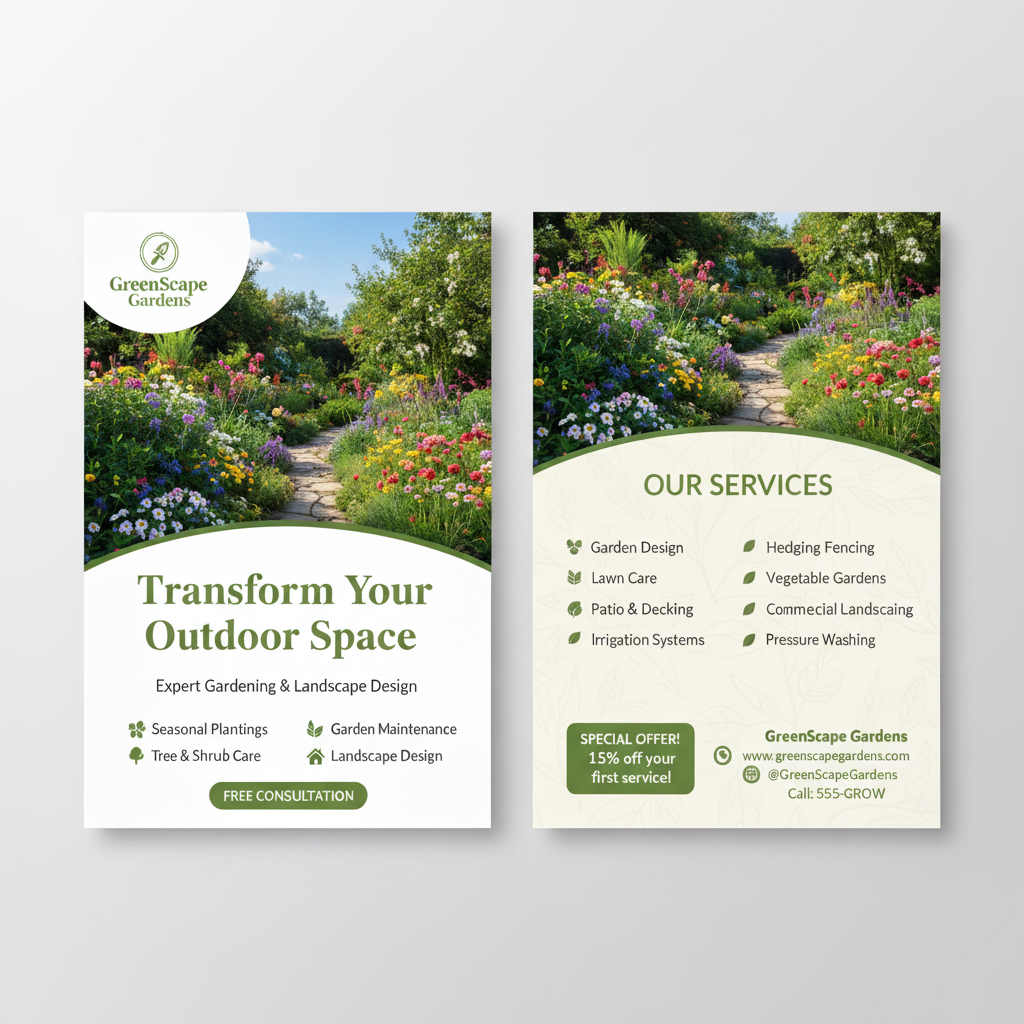 GreenScape
Gardens
Transform Your
Outdoor Space
Expert Gardening & Landscape Design
Seasonal Plantings
Garden Maintenance
Tree & Shrub Care
Landscape Design
FREE CONSULTATION
OUR SERVICES
Garden Design
Lawn Care
Patio & Decking
Irrigation Systems
Hedging Fencing
Vegetable Gardens
Commecial Landscaing
Pressure Washing
SPECIAL OFFER!
15% off your
first service!
GreenScape Gardens
www.greenscapegardens.com
@GreenScapeGardens
Call: 555-GROW